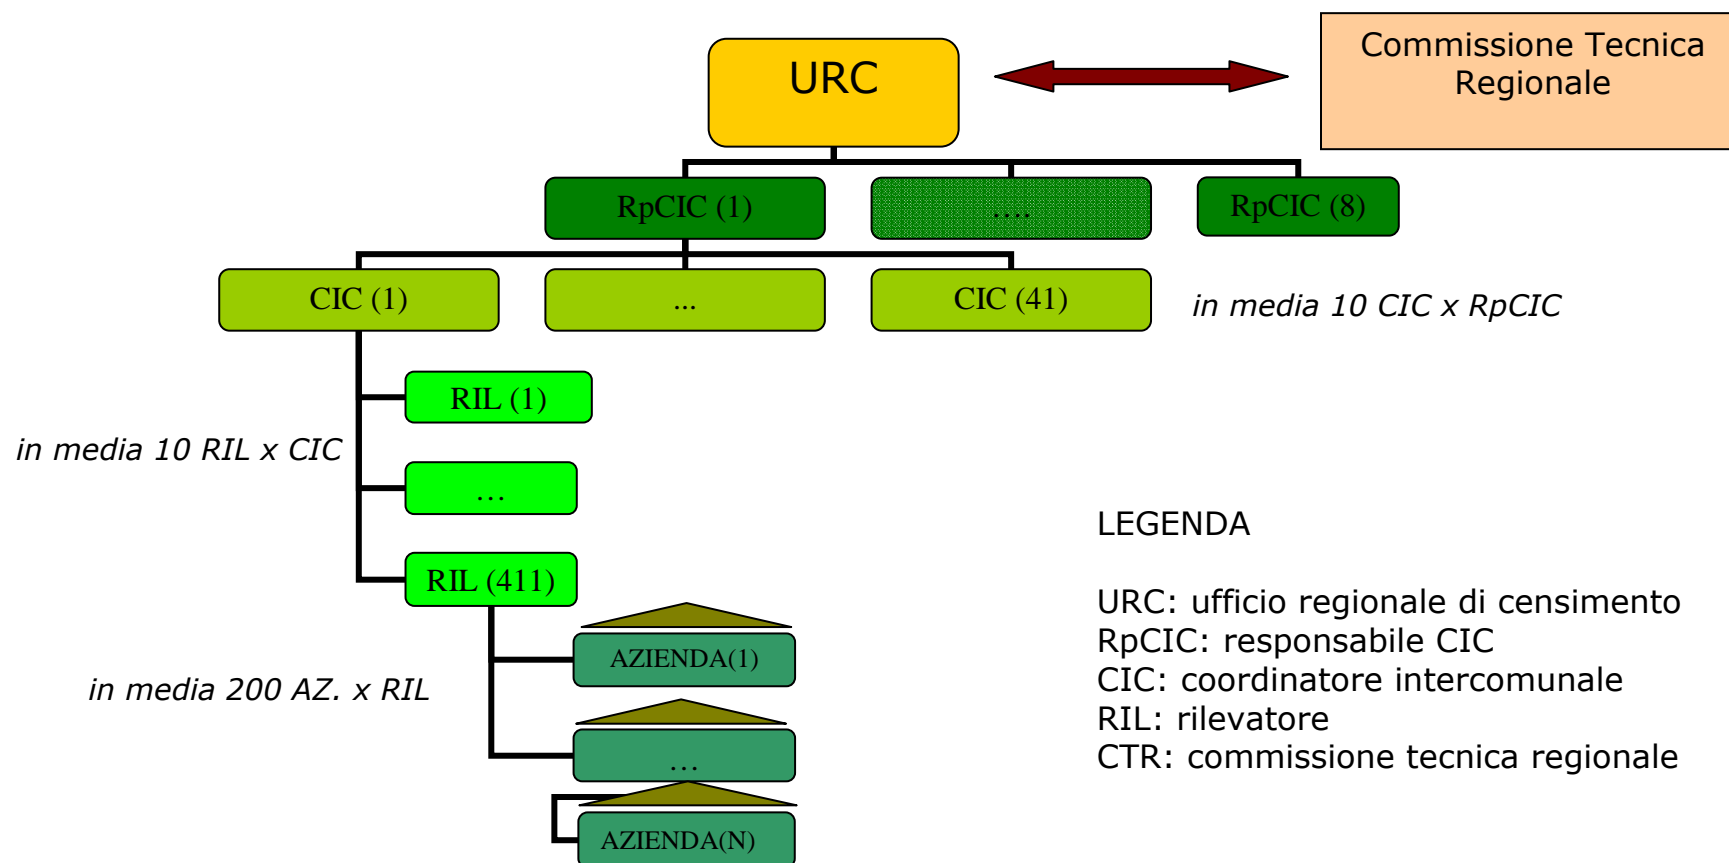 URC
Commissione Tecnica
Regionale
RpCIC (1)
....
RpCIC (8)
CIC (1)
...
CIC (41)
in media 10 CIC x RpCIC
RIL (1)
in media 10 RIL x CIC
…
RIL (411)
LEGENDA
URC: ufficio regionale di censimento
RpCIC: responsabile CIC
CIC: coordinatore intercomunale
RIL: rilevatore
CTR: commissione tecnica regionale
AZIENDA(1)
in media 200 AZ. x RIL
…
AZIENDA(N)